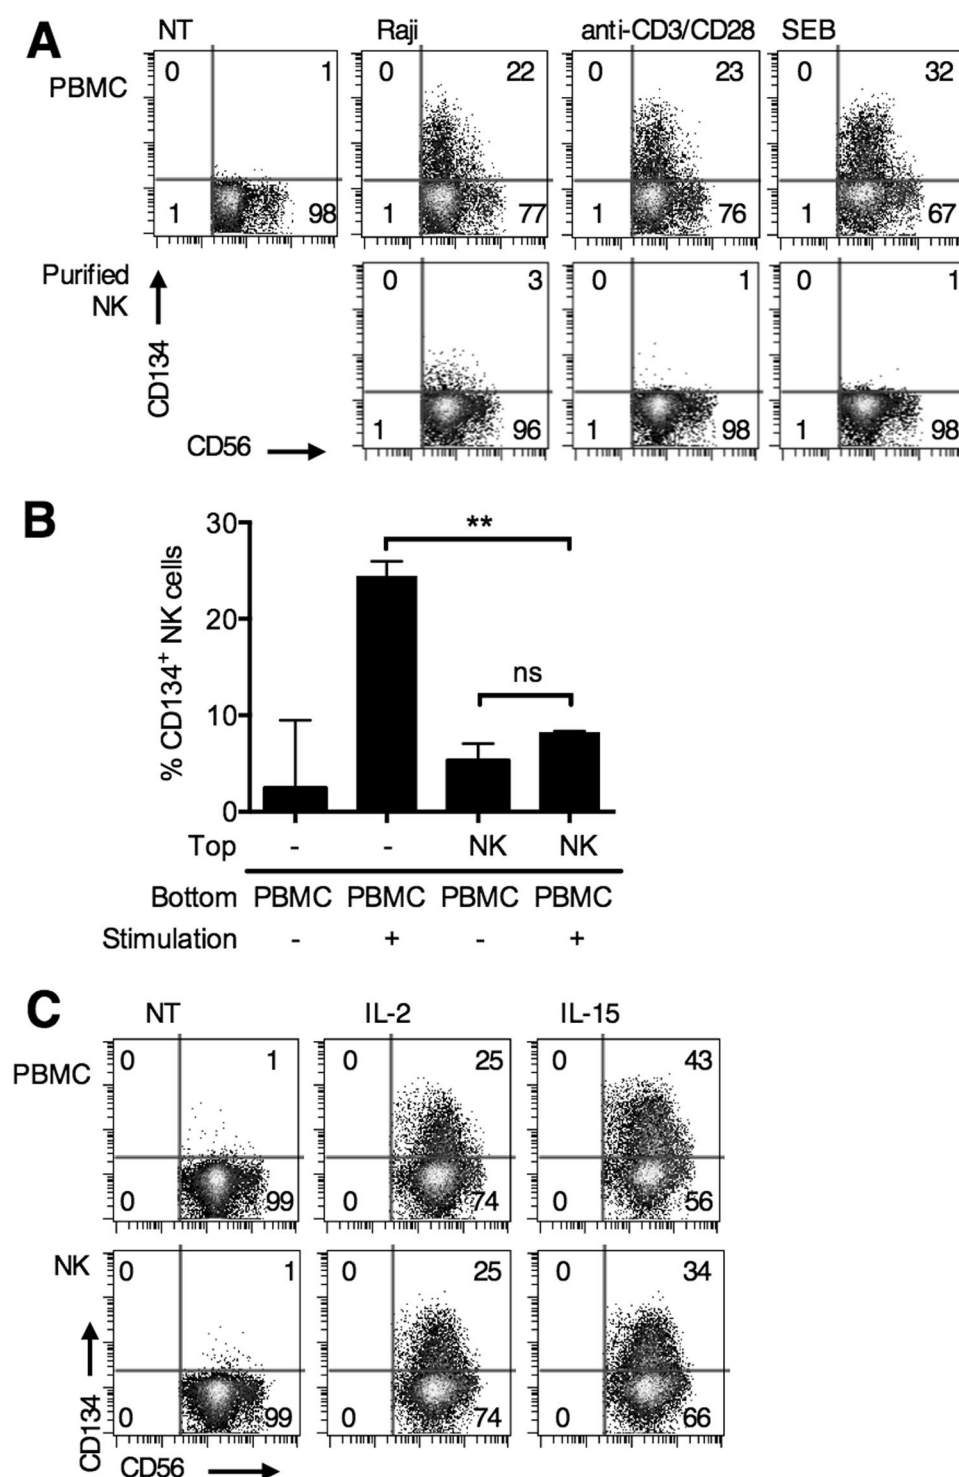 A
NT Raji anti-CD3/CD28 SEB
PBMC
0 1 0 22 0 23 0 32
1 98 1 77 1 76 1 67
Purified
NK
0 3 0 1 0 1
1 96 1 98 1 98
CD134
CD56
B
% CD134+ NK cells
30
**
20
ns
10
0
Top - - NK NK
Bottom PBMC PBMC PBMC PBMC
Stimulation - + - +
C
NT IL-2 IL-15
PBMC
0 1 0 25 0 43
0 99 0 74 0 56
NK
0 1 0 25 0 34
0 99 0 74 0 66
CD134
CD56